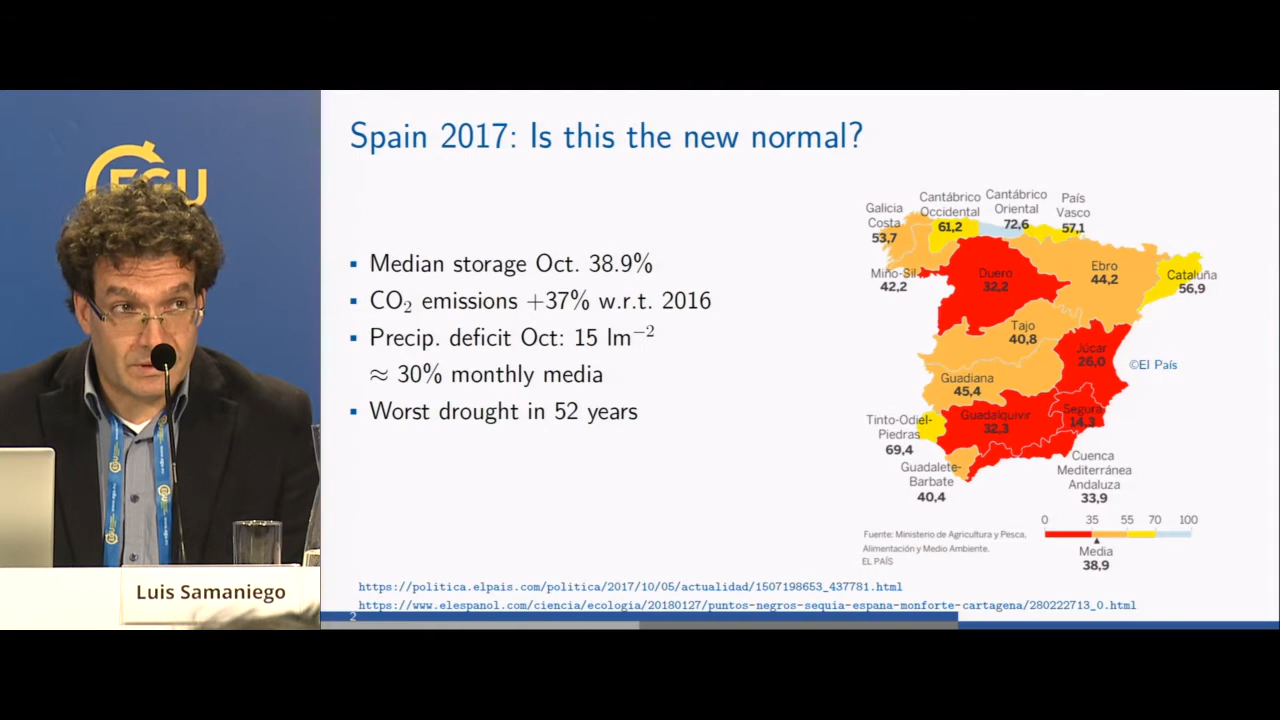 EGU
Luis Samaniego
Spain 2017: Is this the new normal?
▪ Median storage Oct. 38.9%
▪ CO₂ emissions +37% w.r.t. 2016
▪ Precip. deficit Oct: 15 lm⁻²
≈ 30% monthly media
▪ Worst drought in 52 years
Galicia
Costa
53,7
Cantábrico
Occidental
61,2
Cantábrico
Oriental
72,6
País
Vasco
57,1
Miño-Sil
42,2
Duero
32,2
Ebro
44,2
Cataluña
56,9
Tajo
40,8
Júcar
26,0
©El País
Guadiana
45,4
Tinto-Odiel-
Piedras
69,4
Guadalquivir
32,3
Segura
14,3
Guadalete-
Barbate
40,4
Cuenca
Mediterránea
Andaluza
33,9
0 35 55 70 100
Media
38,9
Fuente: Ministerio de Agricultura y Pesca,
Alimentación y Medio Ambiente.
EL PAÍS
https://politica.elpais.com/politica/2017/10/05/actualidad/1507198653_437781.html
https://www.elespanol.com/ciencia/ecologia/20180127/puntos-negros-sequia-espana-monforte-cartagena/280222713_0.html
2